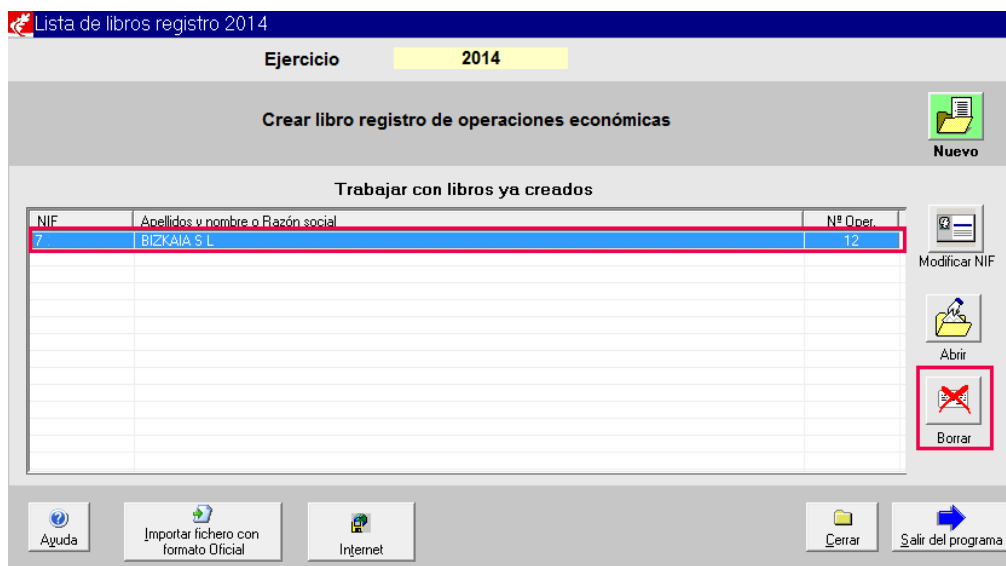 Lista de libros registro 2014
Ejercicio 2014
Crear libro registro de operaciones económicas
Nuevo
Trabajar con libros ya creados
NIF Apellidos y nombre o Razón social Nº Oper.
7 BIZKAIA S L 12
Modificar NIF
Abrir
Borrar
Ayuda
Importar fichero con
formato Oficial
Internet
Cerrar
Salir del programa